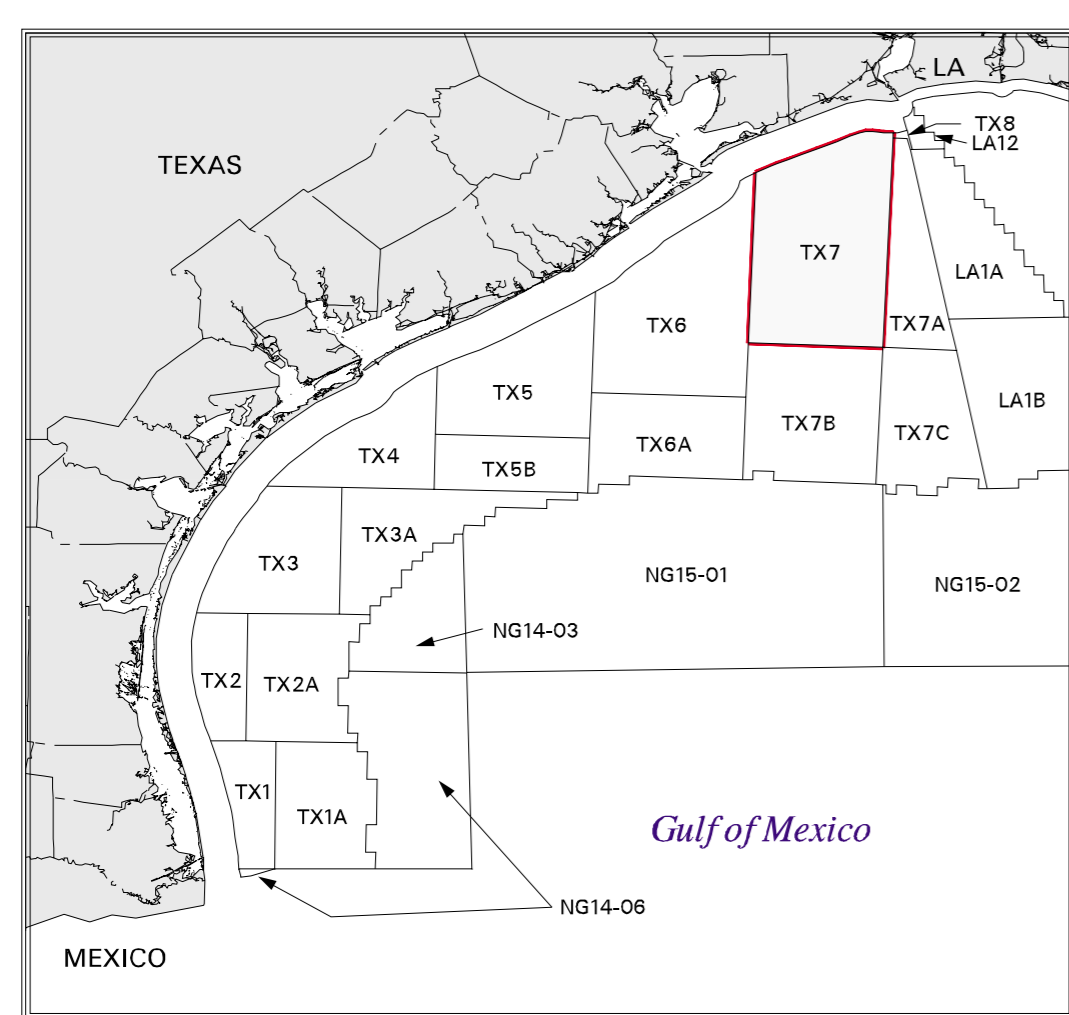 LA
TX8
LA12
TEXAS
TX7
LA1A
TX6
TX7A
TX5
LA1B
TX7B
TX7C
TX6A
TX4
TX5B
TX3A
TX3
NG15-01
NG15-02
NG14-03
TX2
TX2A
TX1
TX1A
Gulf of Mexico
NG14-06
MEXICO